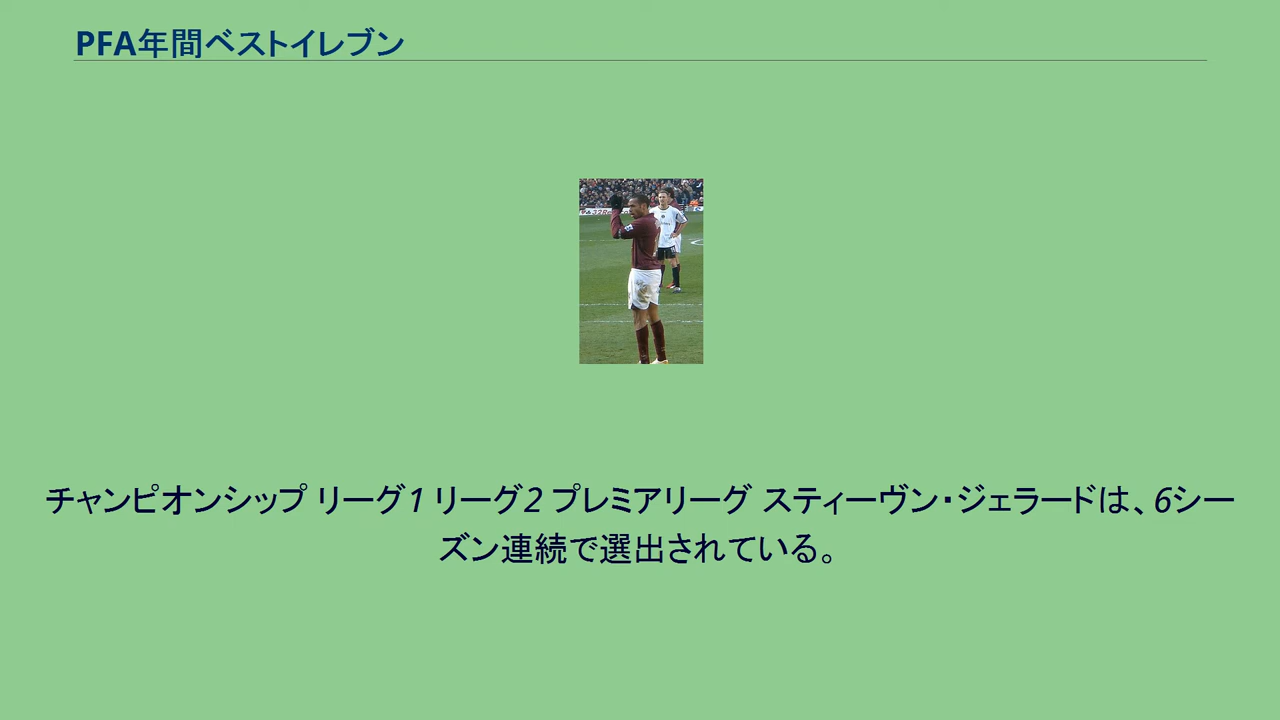 PFA年間ベストイレブン
チャンピオンシップ リーグ1 リーグ2 プレミアリーグ スティーヴン・ジェラードは、6シー
ズン連続で選出されている。